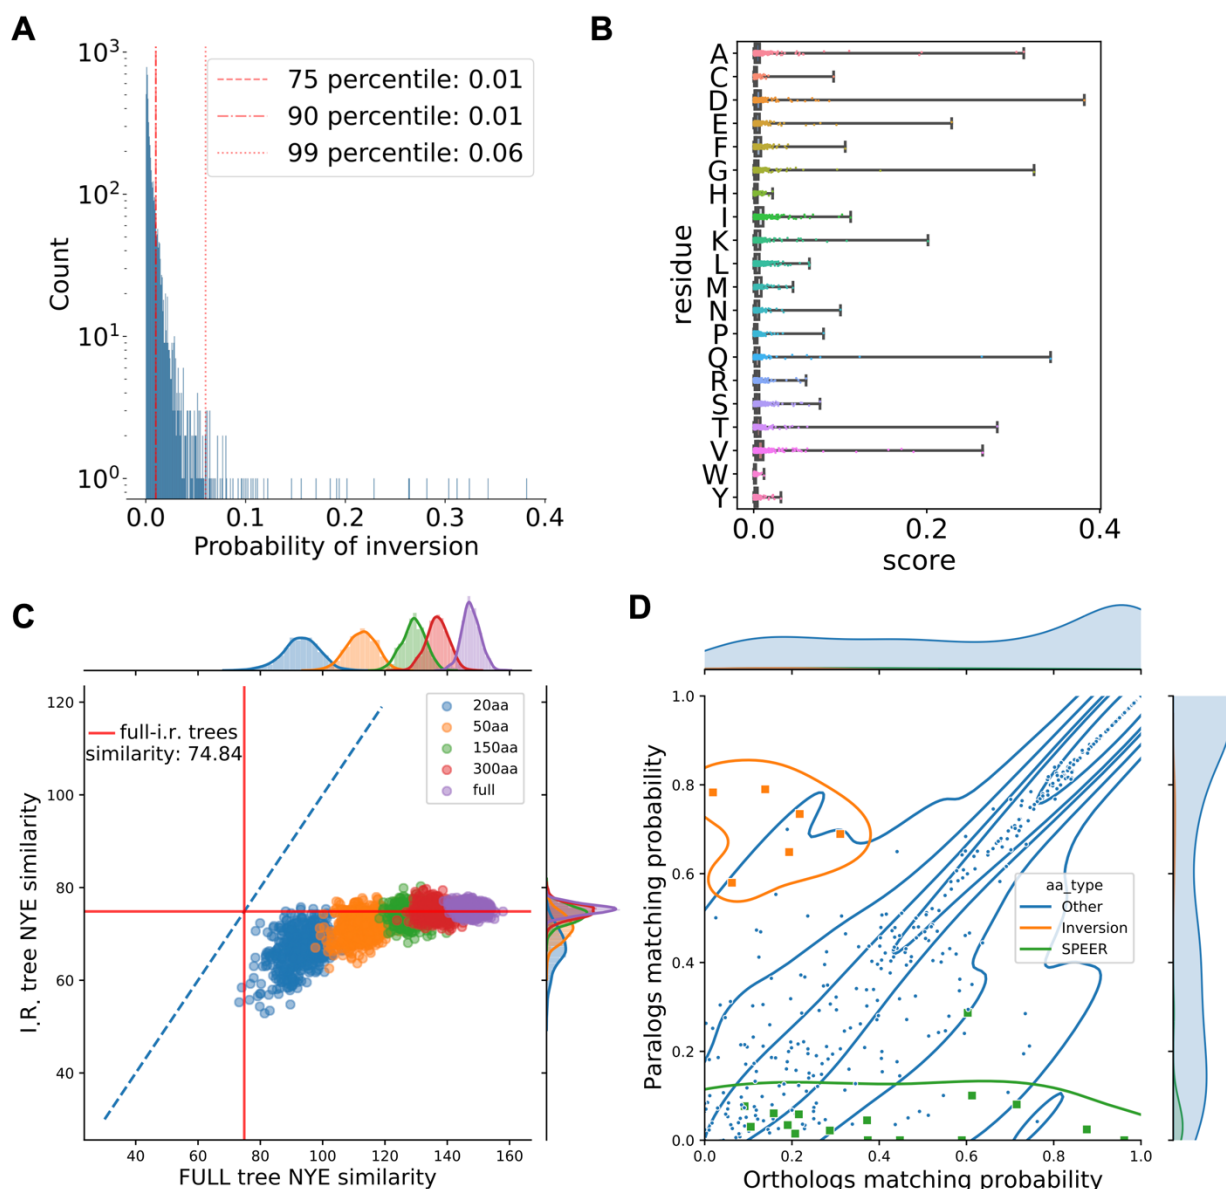 A
10³
10²
10¹
10⁰
Count
75 percentile: 0.01
90 percentile: 0.01
99 percentile: 0.06
0.0 0.1 0.2 0.3 0.4
Probability of inversion
B
residue
A
C
D
E
F
G
H
I
K
L
M
N
P
Q
R
S
T
V
W
Y
0.0 0.2 0.4
score
C
I.R. tree NYE similarity
120
100
80
60
40
full-i.r. trees
similarity: 74.84
20aa
50aa
150aa
300aa
full
40 60 80 100 120 140 160
FULL tree NYE similarity
D
Paralogs matching probability
1.0
0.8
0.6
0.4
0.2
0.0
aa_type
Other
Inversion
SPEER
0.0 0.2 0.4 0.6 0.8 1.0
Orthologs matching probability